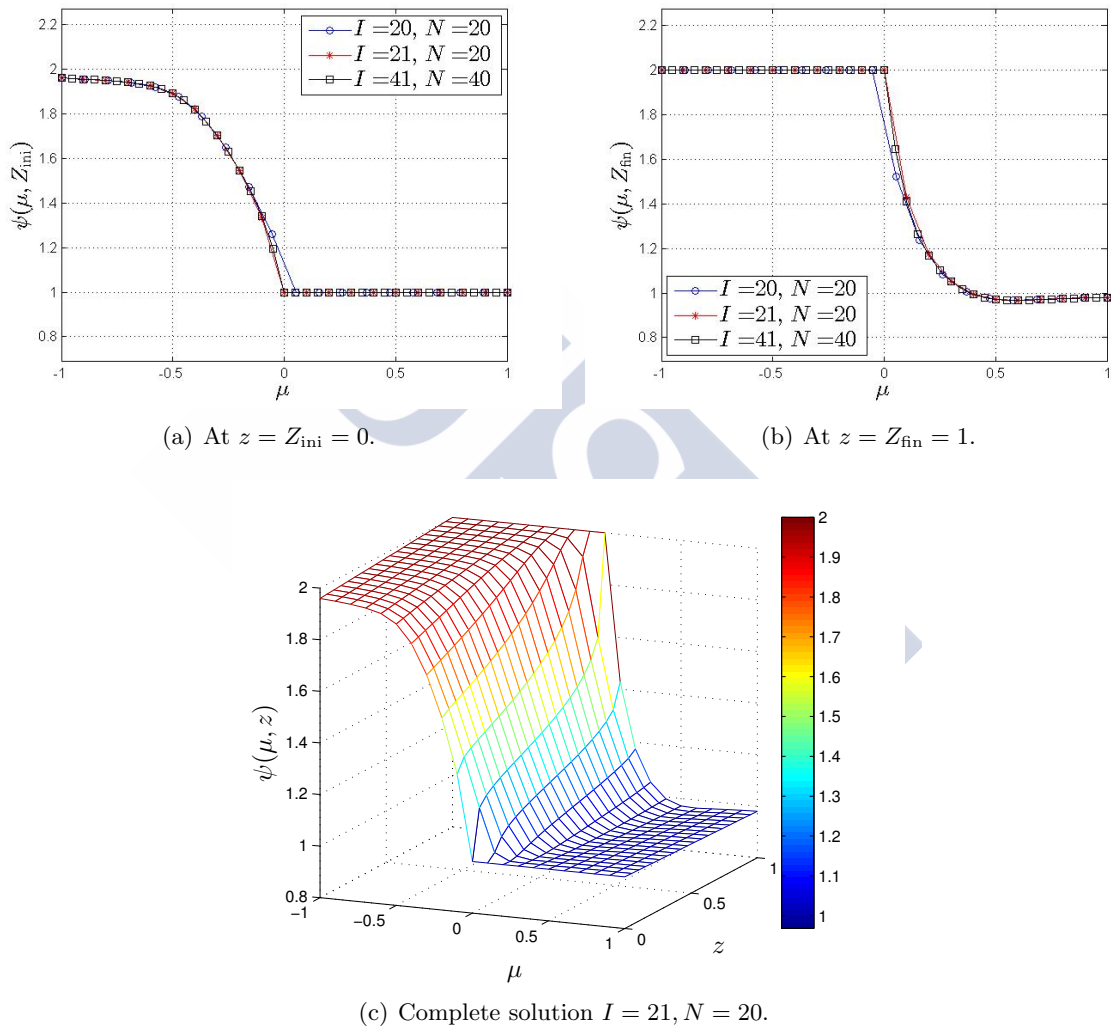 2.2
2
1.8
1.6
1.4
1.2
1
0.8
ψ(μ, Z_ini)
I =20, N =20
I =21, N =20
I =41, N =40
-1 -0.5 0 0.5 1
μ
(a) At z = Z_ini = 0.
2.2
2
1.8
1.6
1.4
1.2
1
0.8
ψ(μ, Z_fin)
I =20, N =20
I =21, N =20
I =41, N =40
-1 -0.5 0 0.5 1
μ
(b) At z = Z_fin = 1.
2
1.8
1.6
1.4
1.2
1
0.8
ψ(μ, z)
−1 −0.5 0 0.5 1
μ
0 0.5 1
z
2
1.9
1.8
1.7
1.6
1.5
1.4
1.3
1.2
1.1
1
(c) Complete solution I = 21, N = 20.